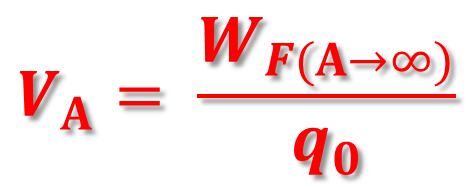 V_A = W_F(A→∞) / q_0